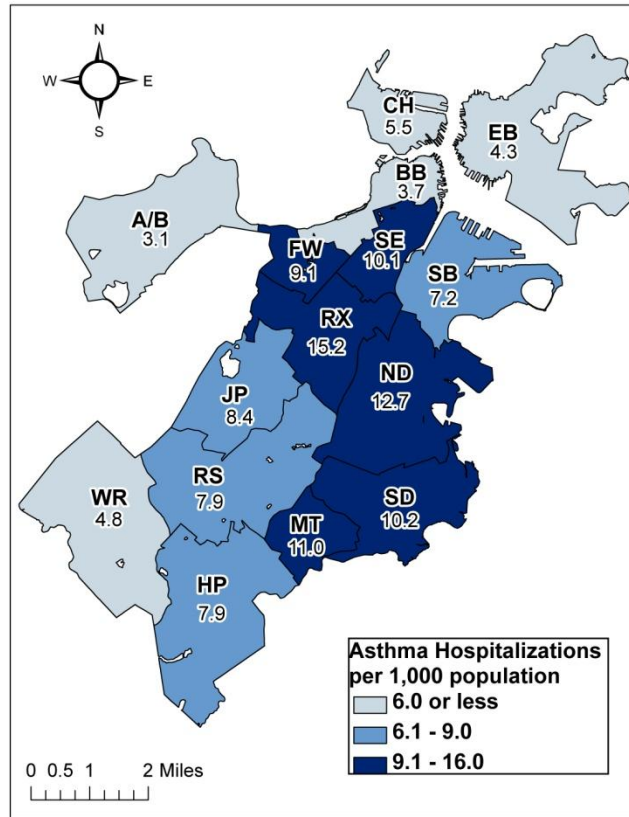 N
W E
S
CH
5.5
EB
4.3
BB
3.7
A/B
3.1
FW
9.1
SE
10.1
SB
7.2
RX
15.2
ND
12.7
JP
8.4
RS
7.9
WR
4.8
SD
10.2
MT
11.0
HP
7.9
Asthma Hospitalizations
per 1,000 population
6.0 or less
6.1 - 9.0
9.1 - 16.0
0 0.5 1 2 Miles